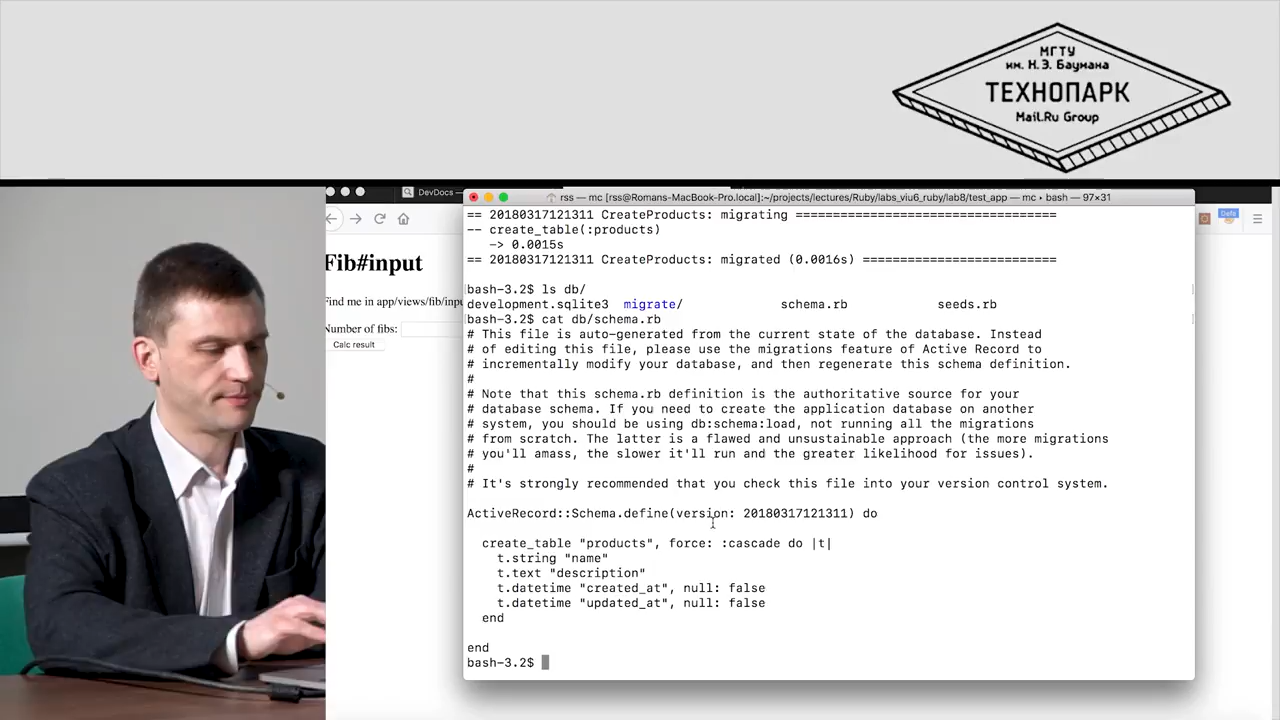 МГТУ
им. Н.Э. Баумана
ТЕХНОПАРК
Mail.Ru Group
DevDocs —
rss — mc [rss@Romans-MacBook-Pro.local]:~/projects/lectures/Ruby/labs_viu6_ruby/lab8/test_app — mc ▸ bash — 97×31
Defs
== 20180317121311 CreateProducts: migrating ===================================
-- create_table(:products)
-> 0.0015s
== 20180317121311 CreateProducts: migrated (0.0016s) ==========================
Fib#input
bash-3.2$ ls db/
Find me in app/views/fib/inpu
development.sqlite3 migrate/ schema.rb seeds.rb
bash-3.2$ cat db/schema.rb
Number of fibs:
Calc result
# This file is auto-generated from the current state of the database. Instead
# of editing this file, please use the migrations feature of Active Record to
# incrementally modify your database, and then regenerate this schema definition.
#
# Note that this schema.rb definition is the authoritative source for your
# database schema. If you need to create the application database on another
# system, you should be using db:schema:load, not running all the migrations
# from scratch. The latter is a flawed and unsustainable approach (the more migrations
# you'll amass, the slower it'll run and the greater likelihood for issues).
#
# It's strongly recommended that you check this file into your version control system.
ActiveRecord::Schema.define(version: 20180317121311) do
create_table "products", force: :cascade do |t|
t.string "name"
t.text "description"
t.datetime "created_at", null: false
t.datetime "updated_at", null: false
end
end
bash-3.2$